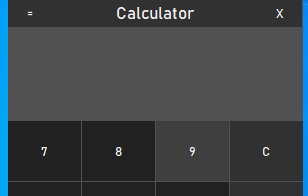 = Calculator X
7 8 9 C